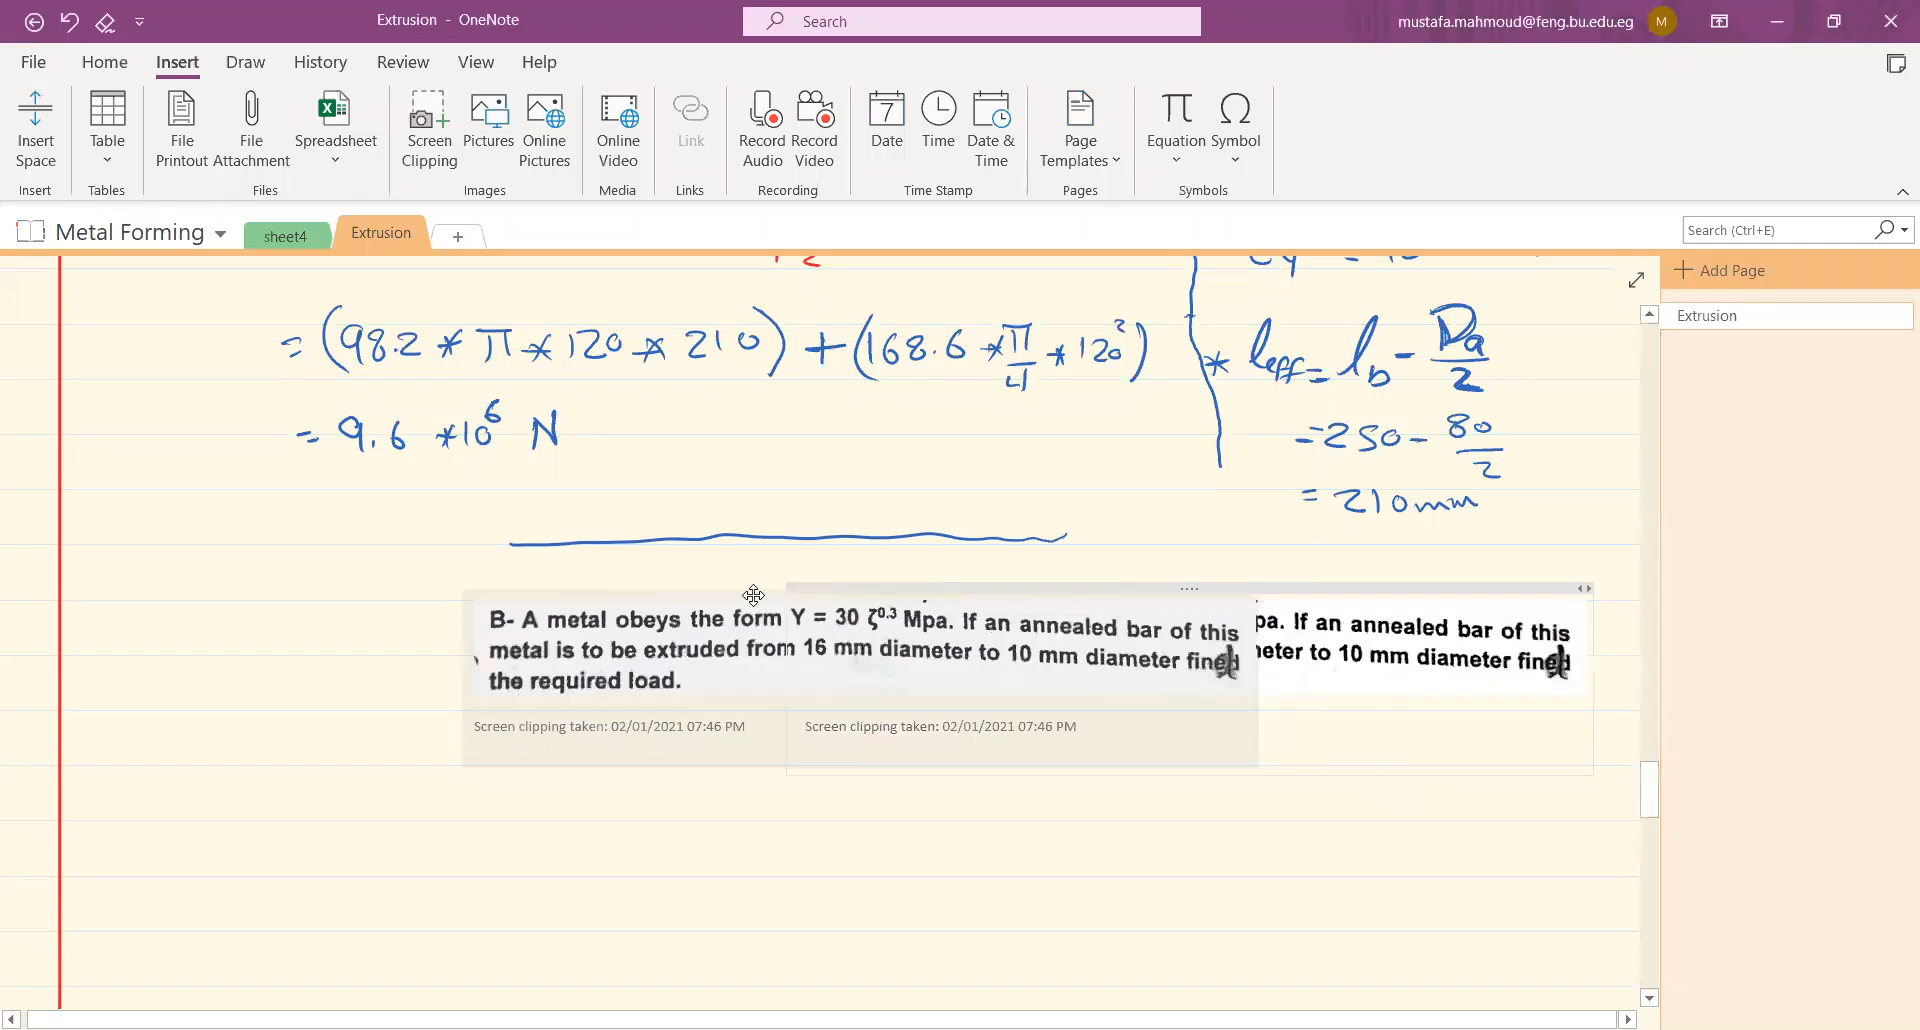 Extrusion - OneNote
Search
mustafa.mahmoud@feng.bu.edu.eg
M
File Home Insert Draw History Review View Help
Insert Space
Table
File Printout
File Attachment
Spreadsheet
Screen Clipping
Pictures
Online Pictures
Online Video
Link
Record Audio
Record Video
7
Date
Time
Date & Time
Page Templates
π
Equation
Ω
Symbol
Insert Tables Files Images Media Links Recording Time Stamp Pages Symbols
Metal Forming sheet4 Extrusion +
Search (Ctrl+E)
Add Page
Extrusion
= (98.2 * π * 120 * 210) + (168.6 * π/4 * 120²)
= 9.6 * 10⁶ N
* leff = lb - Da/2
= 250 - 80/2
= 210 mm
B- A metal obeys the form Y = 30 ζ0.3 Mpa. If an annealed bar of this
metal is to be extruded from 16 mm diameter to 10 mm diameter fined
the required load.
pa. If an annealed bar of this
neter to 10 mm diameter fined
Screen clipping taken: 02/01/2021 07:46 PM
Screen clipping taken: 02/01/2021 07:46 PM